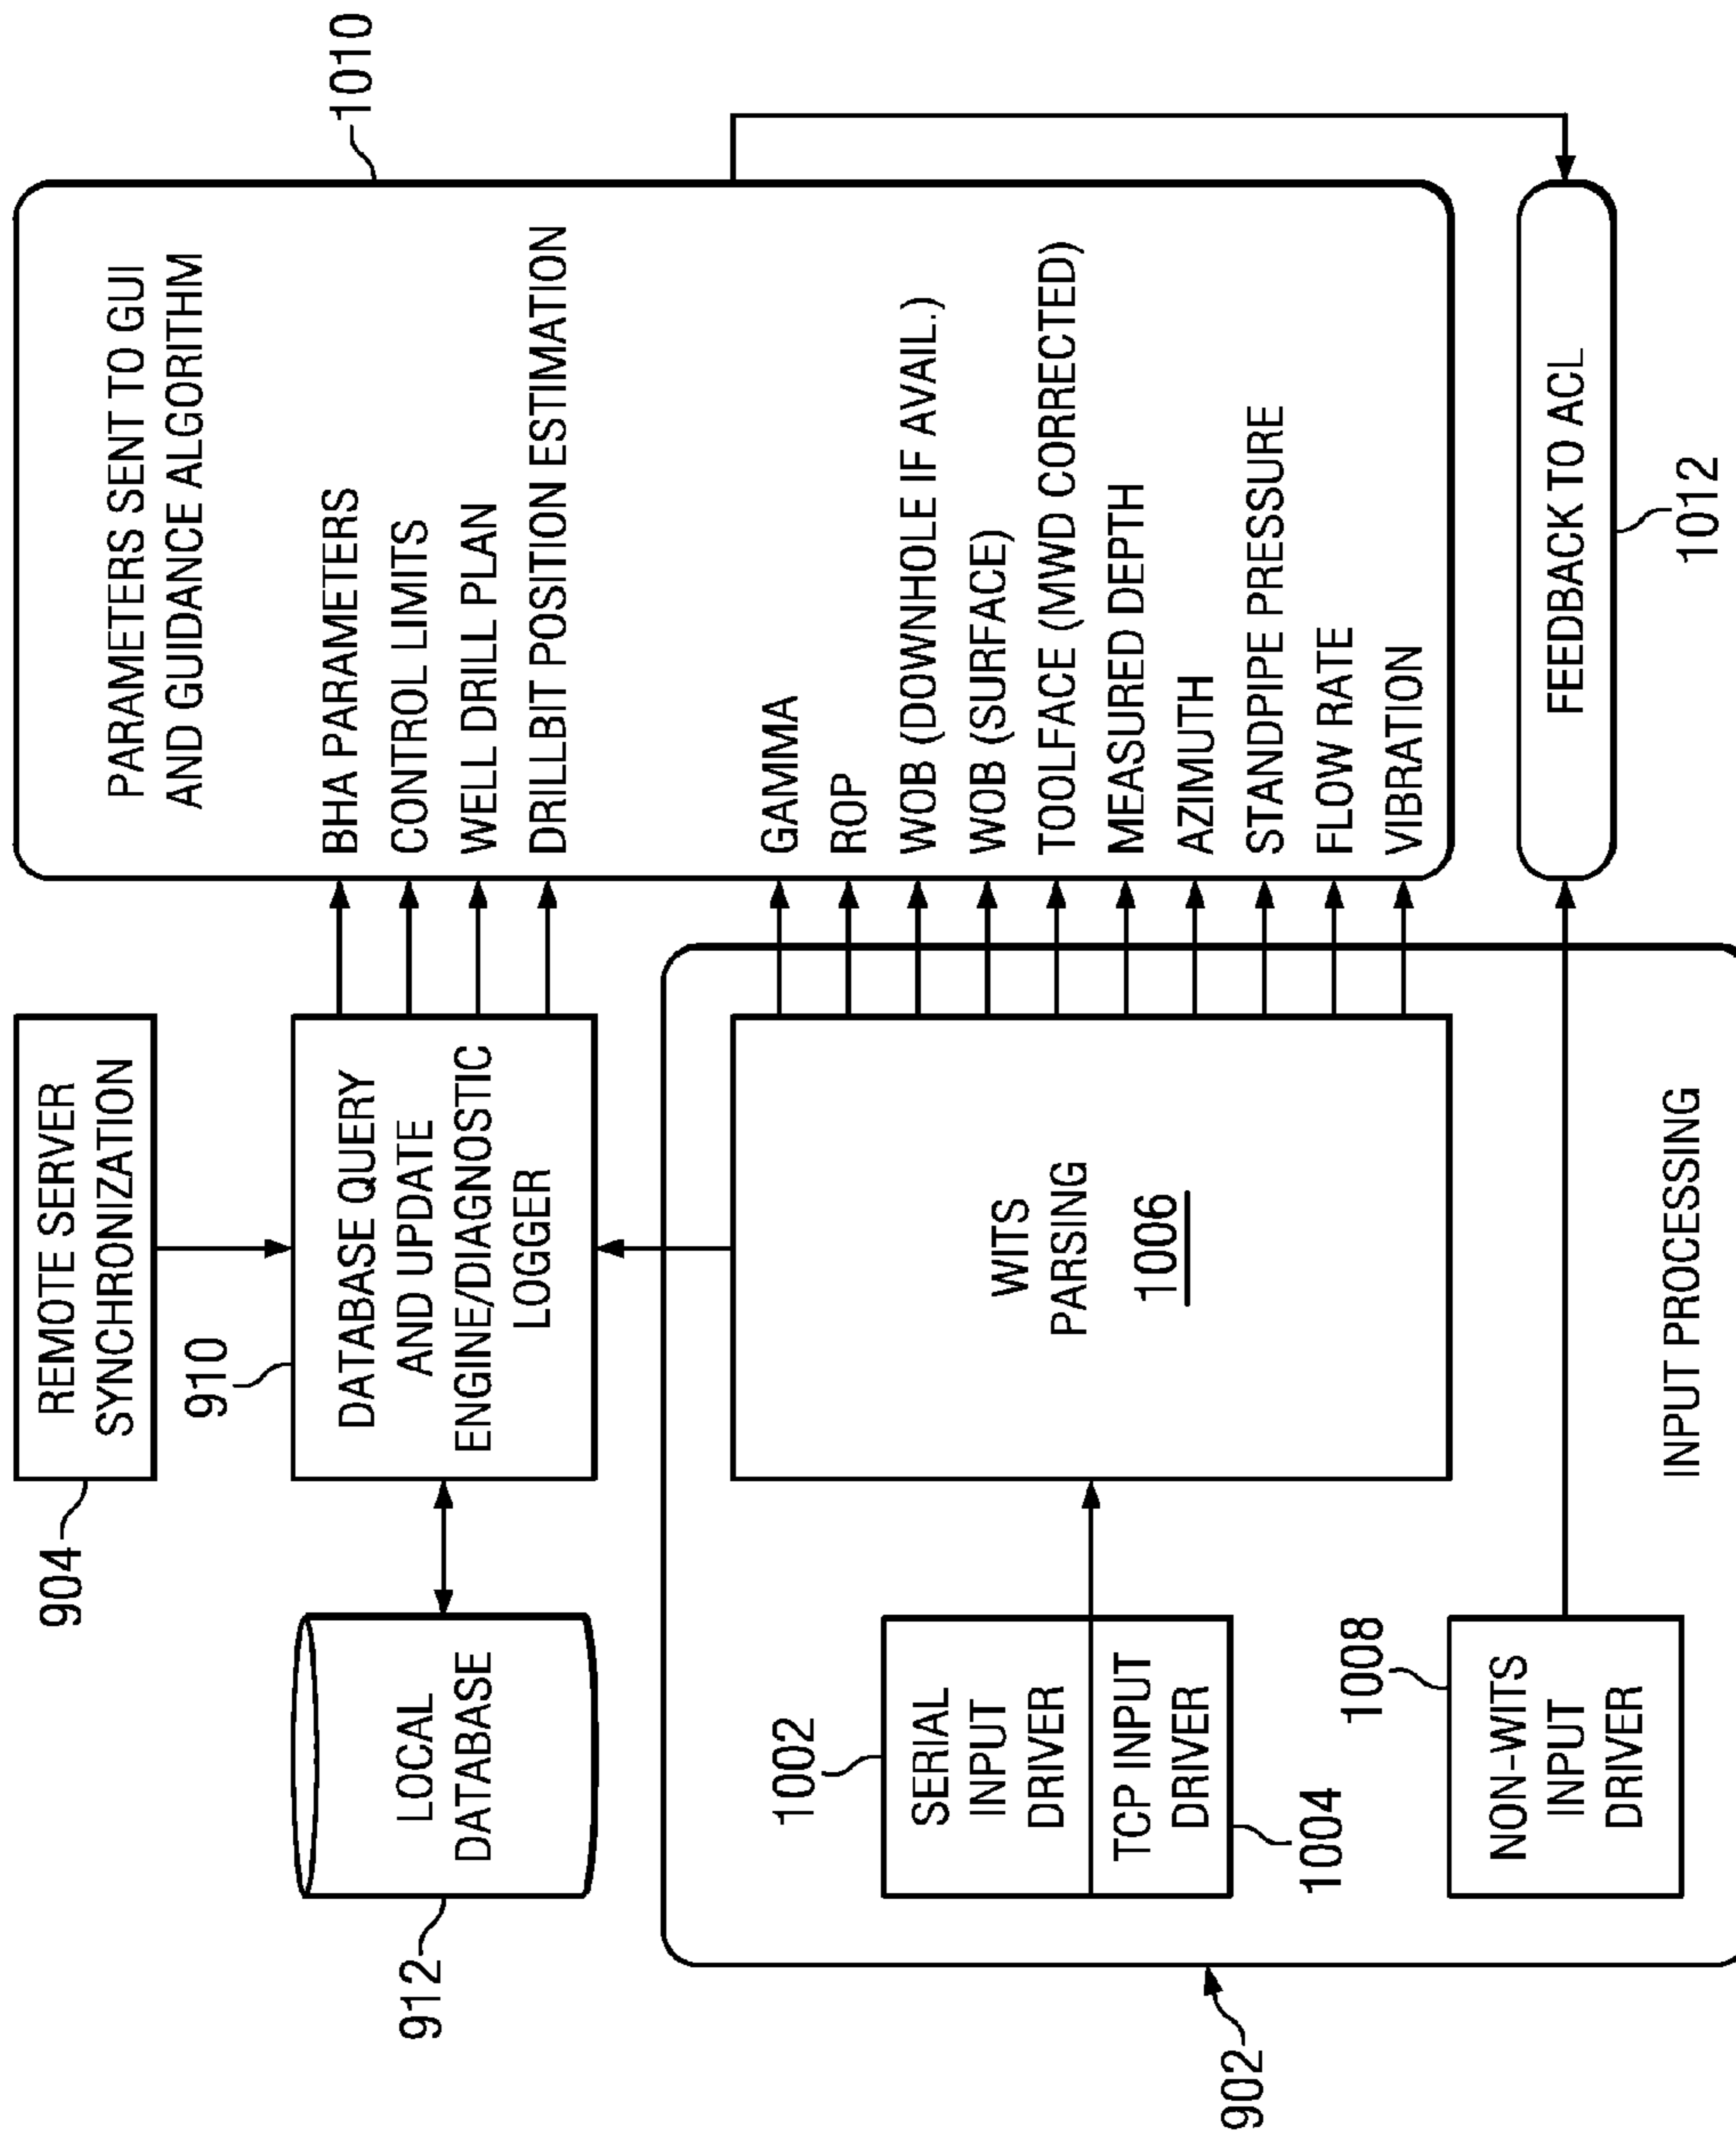 904
REMOTE SERVER
SYNCHRONIZATION
912
LOCAL
DATABASE
910
DATABASE QUERY
AND UPDATE
ENGINE/DIAGNOSTIC
LOGGER
1010
PARAMETERS SENT TO GUI
AND GUIDANCE ALGORITHM
BHA PARAMETERS
CONTROL LIMITS
WELL DRILL PLAN
DRILLBIT POSITION ESTIMATION
GAMMA
ROP
WOB (DOWNHOLE IF AVAIL.)
WOB (SURFACE)
TOOLFACE (MWD CORRECTED)
MEASURED DEPTH
AZIMUTH
STANDPIPE PRESSURE
FLOW RATE
VIBRATION
902
1002
SERIAL
INPUT
DRIVER
TCP INPUT
DRIVER
1004
WITS
PARSING
1006
1008
NON-WITS
INPUT
DRIVER
INPUT PROCESSING
FEEDBACK TO ACL
1012